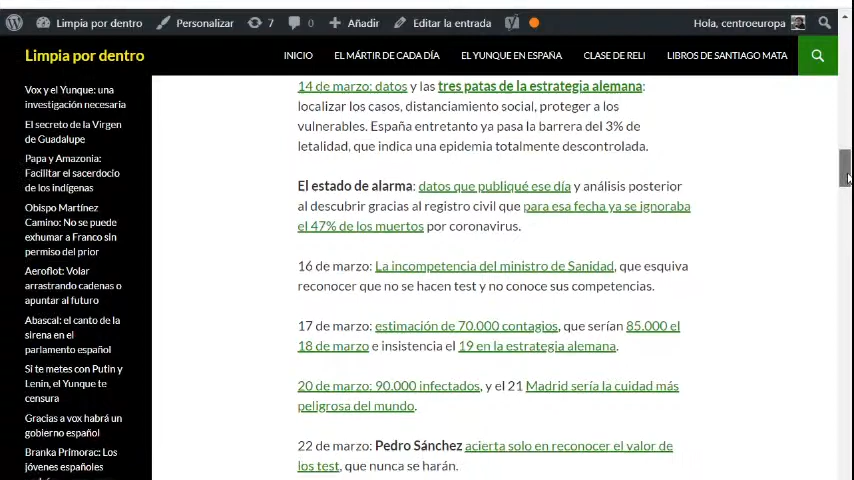 Limpia por dentro
Personalizar
7
0
Añadir
Editar la entrada
Hola, centroeuropa
Limpia por dentro
INICIO
EL MÁRTIR DE CADA DÍA
EL YUNQUE EN ESPAÑA
CLASE DE RELI
LIBROS DE SANTIAGO MATA
Vox y el Yunque: una
investigación necesaria
El secreto de la Virgen
de Guadalupe
Papa y Amazonia:
Facilitar el sacerdocio
de los indígenas
Obispo Martínez
Camino: No se puede
exhumar a Franco sin
permiso del prior
Aeroflot: Volar
arrastrando cadenas o
apuntar al futuro
Abascal: el canto de la
sirena en el
parlamento español
Si te metes con Putin y
Lenin, el Yunque te
censura
Gracias a vox habrá un
gobierno español
Branka Primorac: Los
jóvenes españoles
14 de marzo: datos y las tres patas de la estrategia alemana:
localizar los casos, distanciamiento social, proteger a los
vulnerables. España entretanto ya pasa la barrera del 3% de
letalidad, que indica una epidemia totalmente descontrolada.
El estado de alarma: datos que publiqué ese día y análisis posterior
al descubrir gracias al registro civil que para esa fecha ya se ignoraba
el 47% de los muertos por coronavirus.
16 de marzo: La incompetencia del ministro de Sanidad, que esquiva
reconocer que no se hacen test y no conoce sus competencias.
17 de marzo: estimación de 70.000 contagios, que serían 85.000 el
18 de marzo e insistencia el 19 en la estrategia alemana.
20 de marzo: 90.000 infectados, y el 21 Madrid sería la cuidad más
peligrosa del mundo.
22 de marzo: Pedro Sánchez acierta solo en reconocer el valor de
los test, que nunca se harán.